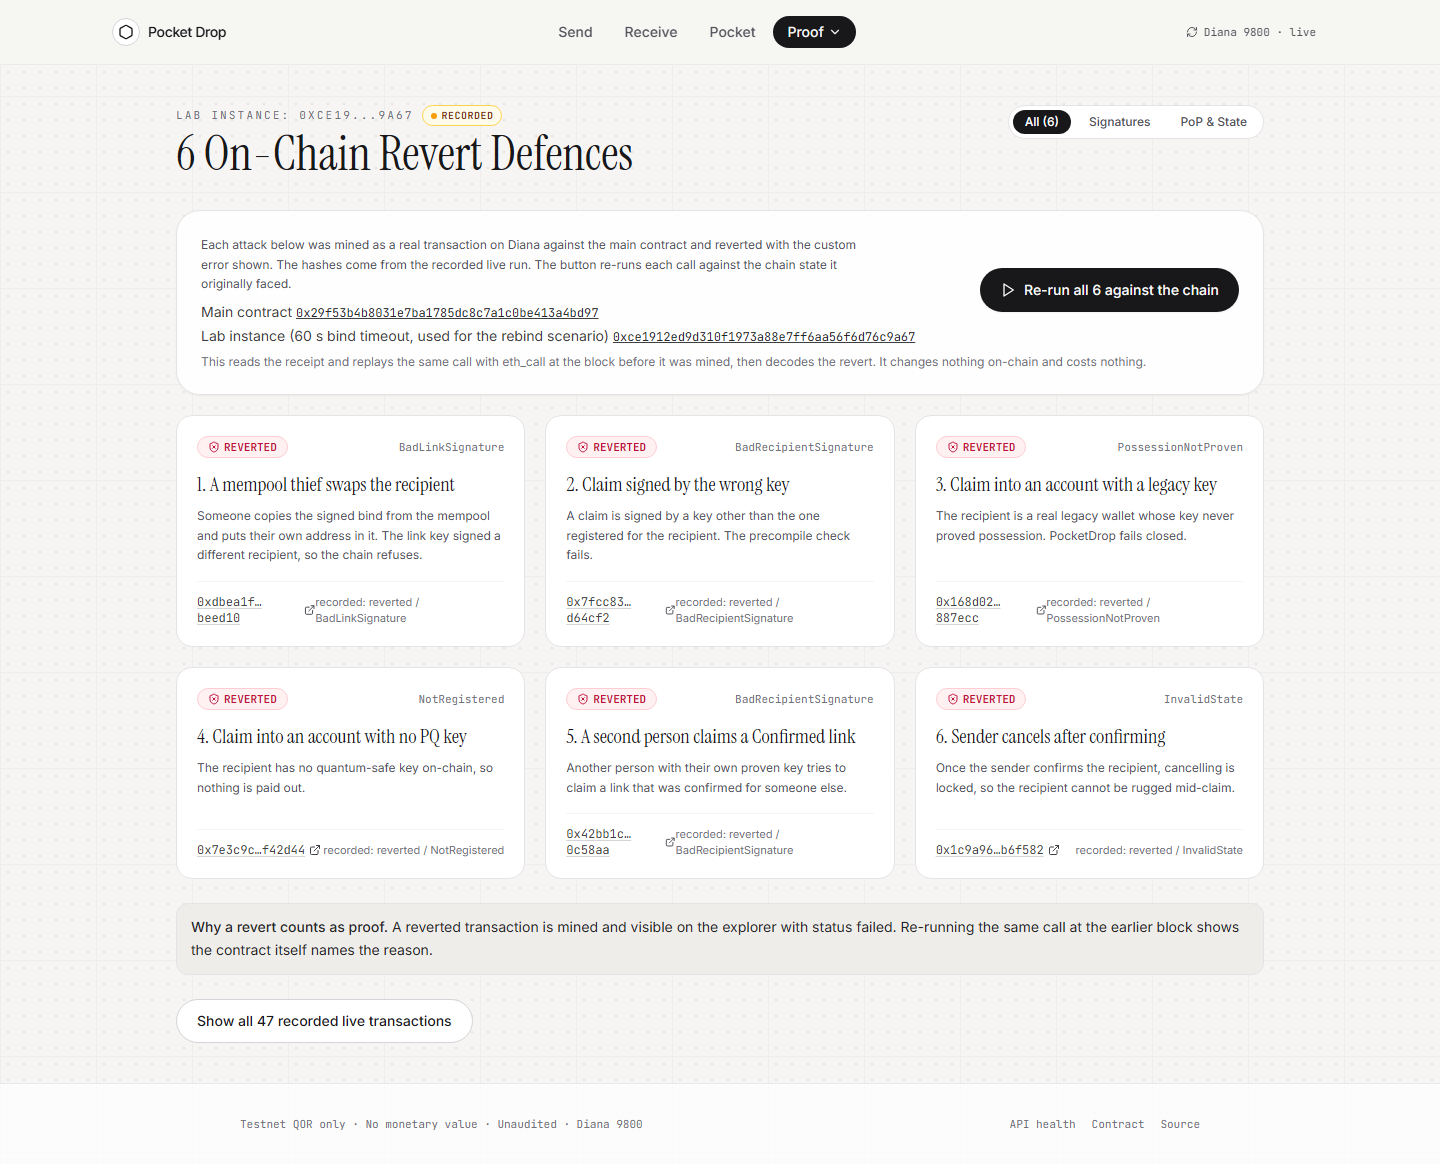 Pocket Drop
Send
Receive
Pocket
Proof
Diana 9800 · live
LAB INSTANCE: 0XCE19...9A67
RECORDED
6 On-Chain Revert Defences
All (6)
Signatures
PoP & State
Each attack below was mined as a real transaction on Diana against the main contract and reverted with the custom
error shown. The hashes come from the recorded live run. The button re-runs each call against the chain state it
originally faced.
Main contract 0x29f53b4b8031e7ba1785dc8c7a1c0be413a4bd97
Lab instance (60 s bind timeout, used for the rebind scenario) 0xce1912ed9d310f1973a88e7ff6aa56f6d76c9a67
This reads the receipt and replays the same call with eth_call at the block before it was mined, then decodes the revert. It changes nothing on-chain and costs nothing.
Re-run all 6 against the chain
REVERTED
BadLinkSignature
1. A mempool thief swaps the recipient
Someone copies the signed bind from the mempool
and puts their own address in it. The link key signed a
different recipient, so the chain refuses.
0xdbea1f…
beed10
recorded: reverted /
BadLinkSignature
REVERTED
BadRecipientSignature
2. Claim signed by the wrong key
A claim is signed by a key other than the one
registered for the recipient. The precompile check
fails.
0x7fcc83…
d64cf2
recorded: reverted /
BadRecipientSignature
REVERTED
PossessionNotProven
3. Claim into an account with a legacy key
The recipient is a real legacy wallet whose key never
proved possession. PocketDrop fails closed.
0x168d02…
887ecc
recorded: reverted /
PossessionNotProven
REVERTED
NotRegistered
4. Claim into an account with no PQ key
The recipient has no quantum-safe key on-chain, so
nothing is paid out.
0x7e3c9c…f42d44
recorded: reverted / NotRegistered
REVERTED
BadRecipientSignature
5. A second person claims a Confirmed link
Another person with their own proven key tries to
claim a link that was confirmed for someone else.
0x42bb1c…
0c58aa
recorded: reverted /
BadRecipientSignature
REVERTED
InvalidState
6. Sender cancels after confirming
Once the sender confirms the recipient, cancelling is
locked, so the recipient cannot be rugged mid-claim.
0x1c9a96…b6f582
recorded: reverted / InvalidState
Why a revert counts as proof. A reverted transaction is mined and visible on the explorer with status failed. Re-running the same call at the earlier block shows
the contract itself names the reason.
Show all 47 recorded live transactions
Testnet QOR only · No monetary value · Unaudited · Diana 9800
API health
Contract
Source